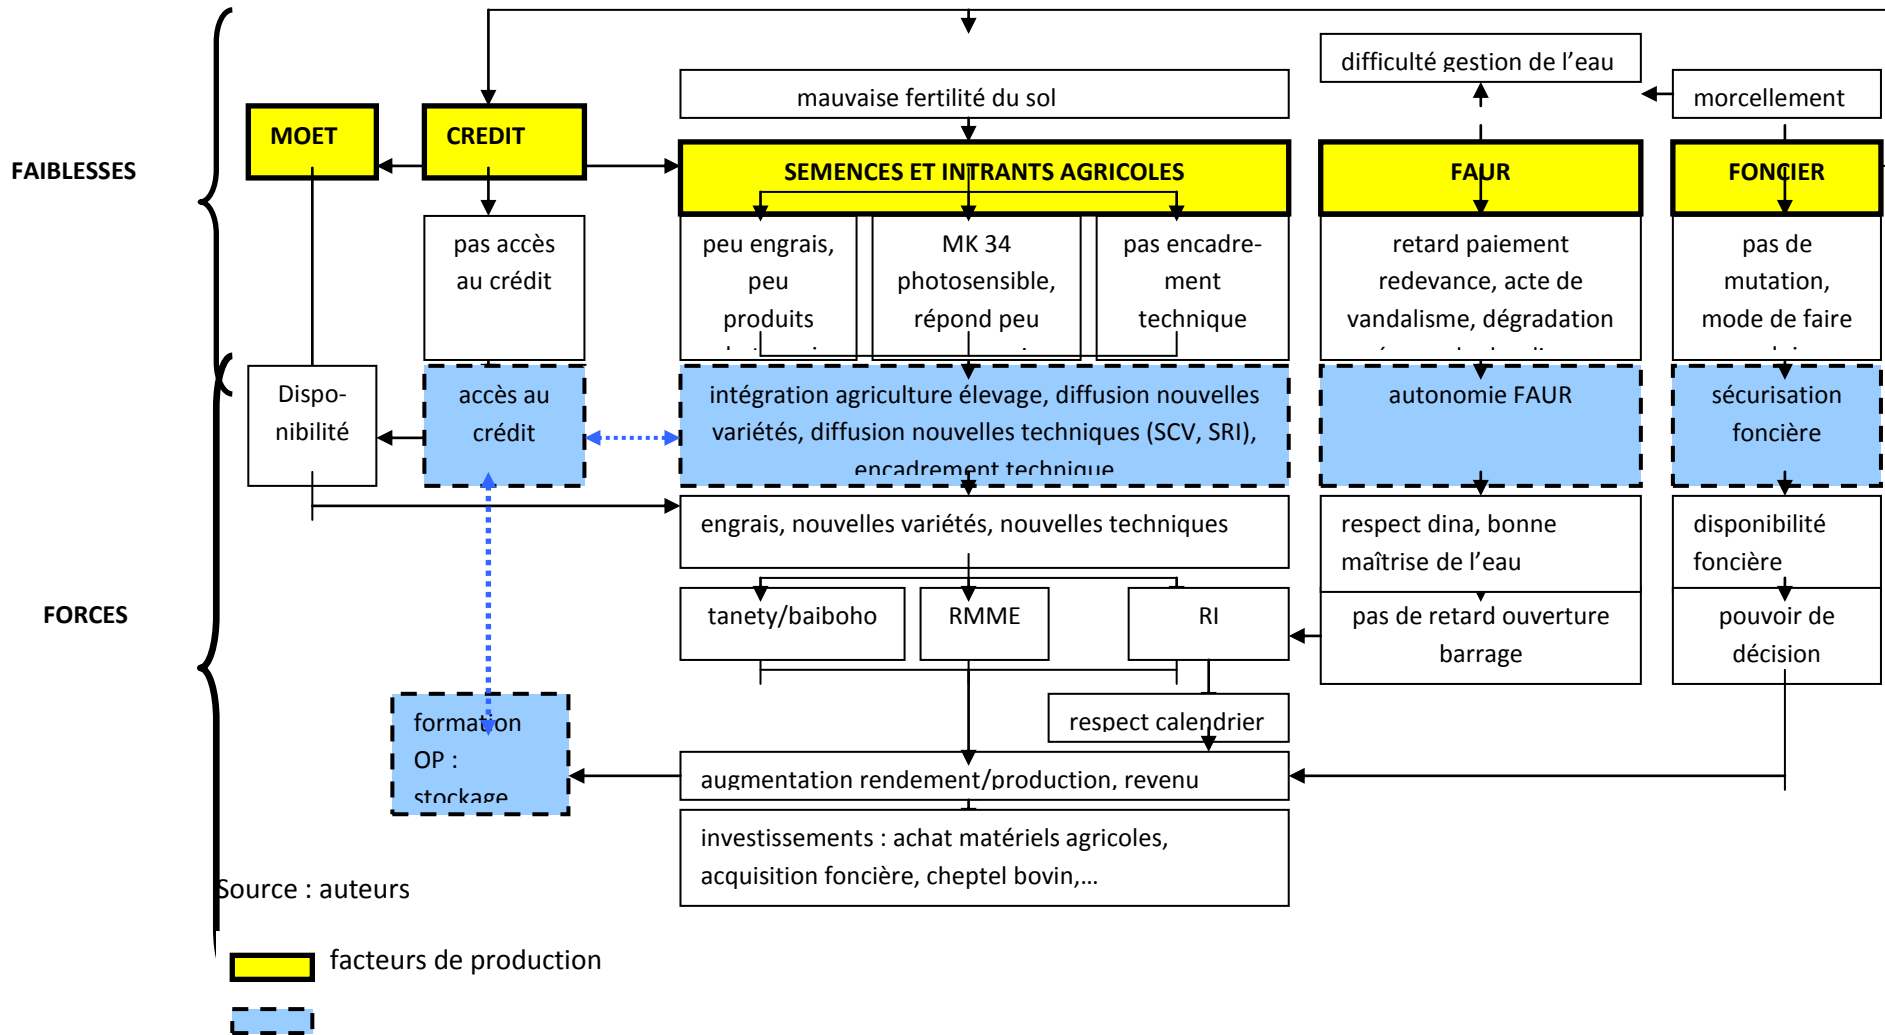 difficulté gestion de l’eau
mauvaise fertilité du sol
morcellement
MOET
CREDIT
FAIBLESSES
SEMENCES ET INTRANTS AGRICOLES
FAUR
FONCIER
pas accès
au crédit
peu engrais,
peu
produits
MK 34
photosensible,
répond peu
pas encadre-
ment
technique
retard paiement
redevance, acte de
vandalisme, dégradation
pas de
mutation,
mode de faire
Dispo-
nibilité
accès au
crédit
intégration agriculture élevage, diffusion nouvelles
variétés, diffusion nouvelles techniques (SCV, SRI),
encadrement technique
autonomie FAUR
sécurisation
foncière
engrais, nouvelles variétés, nouvelles techniques
respect dina, bonne
maîtrise de l’eau
disponibilité
foncière
FORCES
tanety/baiboho
RMME
RI
pas de retard ouverture
barrage
pouvoir de
décision
formation
OP :
stockage
respect calendrier
augmentation rendement/production, revenu
investissements : achat matériels agricoles,
acquisition foncière, cheptel bovin,…
Source : auteurs
facteurs de production